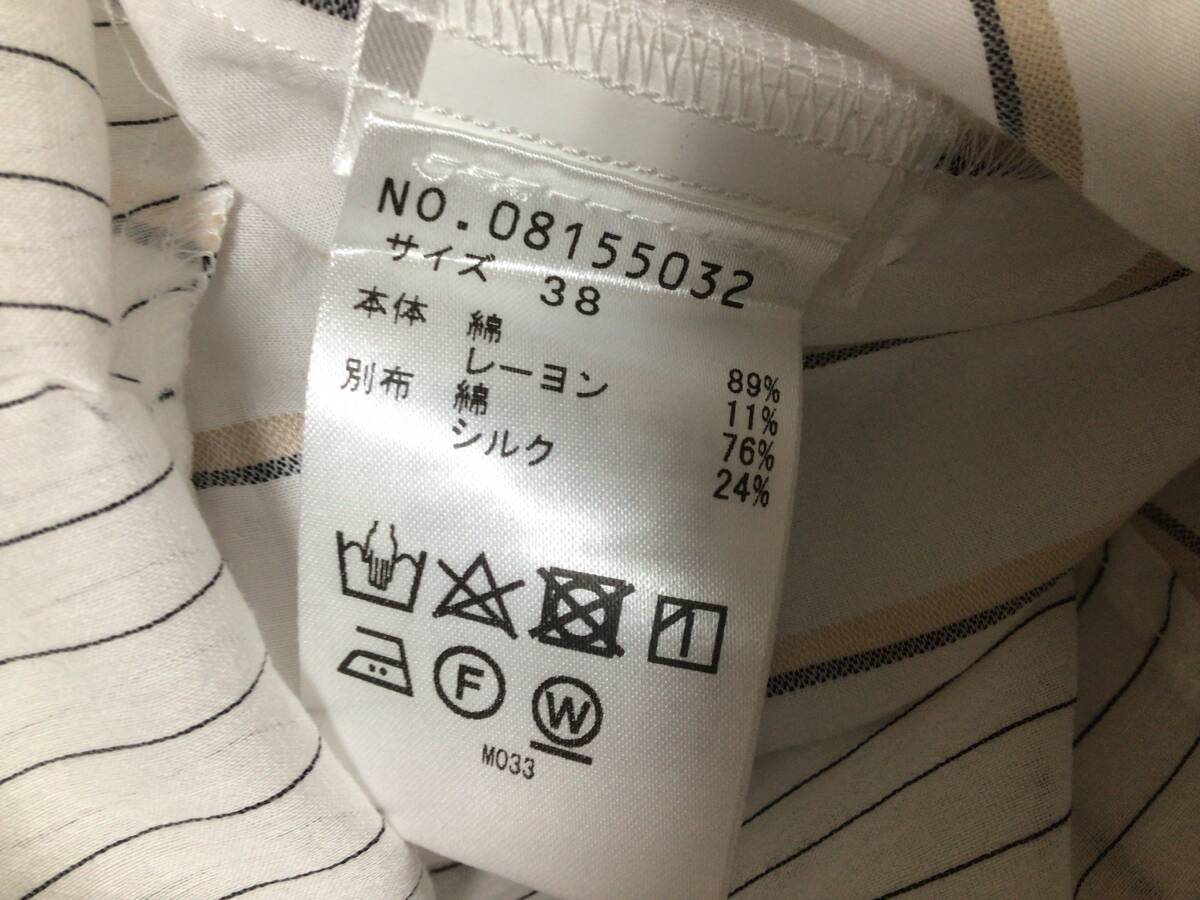 NO.08155032
サイズ 38
本体 綿 89%
レーヨン 11%
別布 綿 76%
シルク 24%
F
W
M033